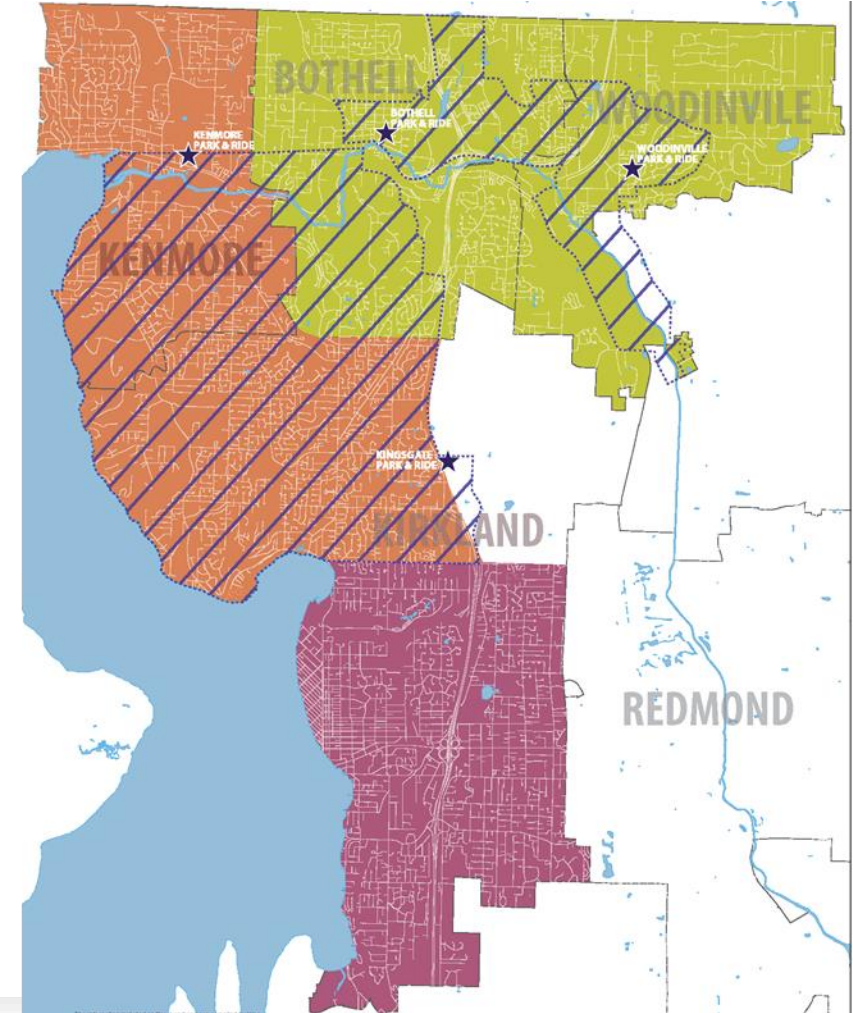 BOTHELL
WOODINVILE
BOTHELL
PARK & RIDE
KENMORE
PARK & RIDE
WOODINVILLE
PARK & RIDE
KENMORE
KINGSGATE
PARK & RIDE
KIRKLAND
REDMOND